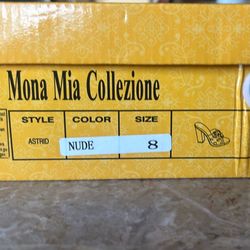 Mona Mia Collezione
STYLE COLOR SIZE
ASTRID NUDE 8